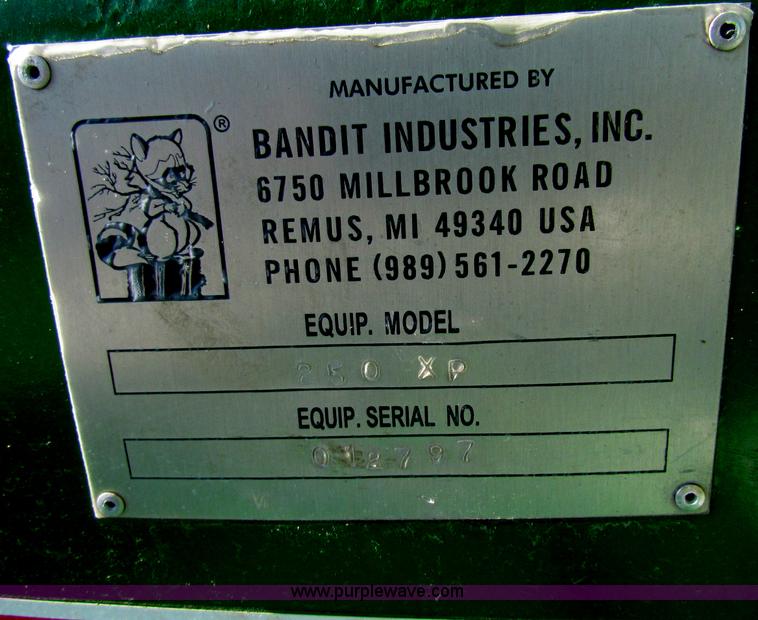 MANUFACTURED BY
®
BANDIT INDUSTRIES, INC.
6750 MILLBROOK ROAD
REMUS, MI 49340 USA
PHONE (989) 561-2270
EQUIP. MODEL
250 XP
EQUIP. SERIAL NO.
www.purplewave.com